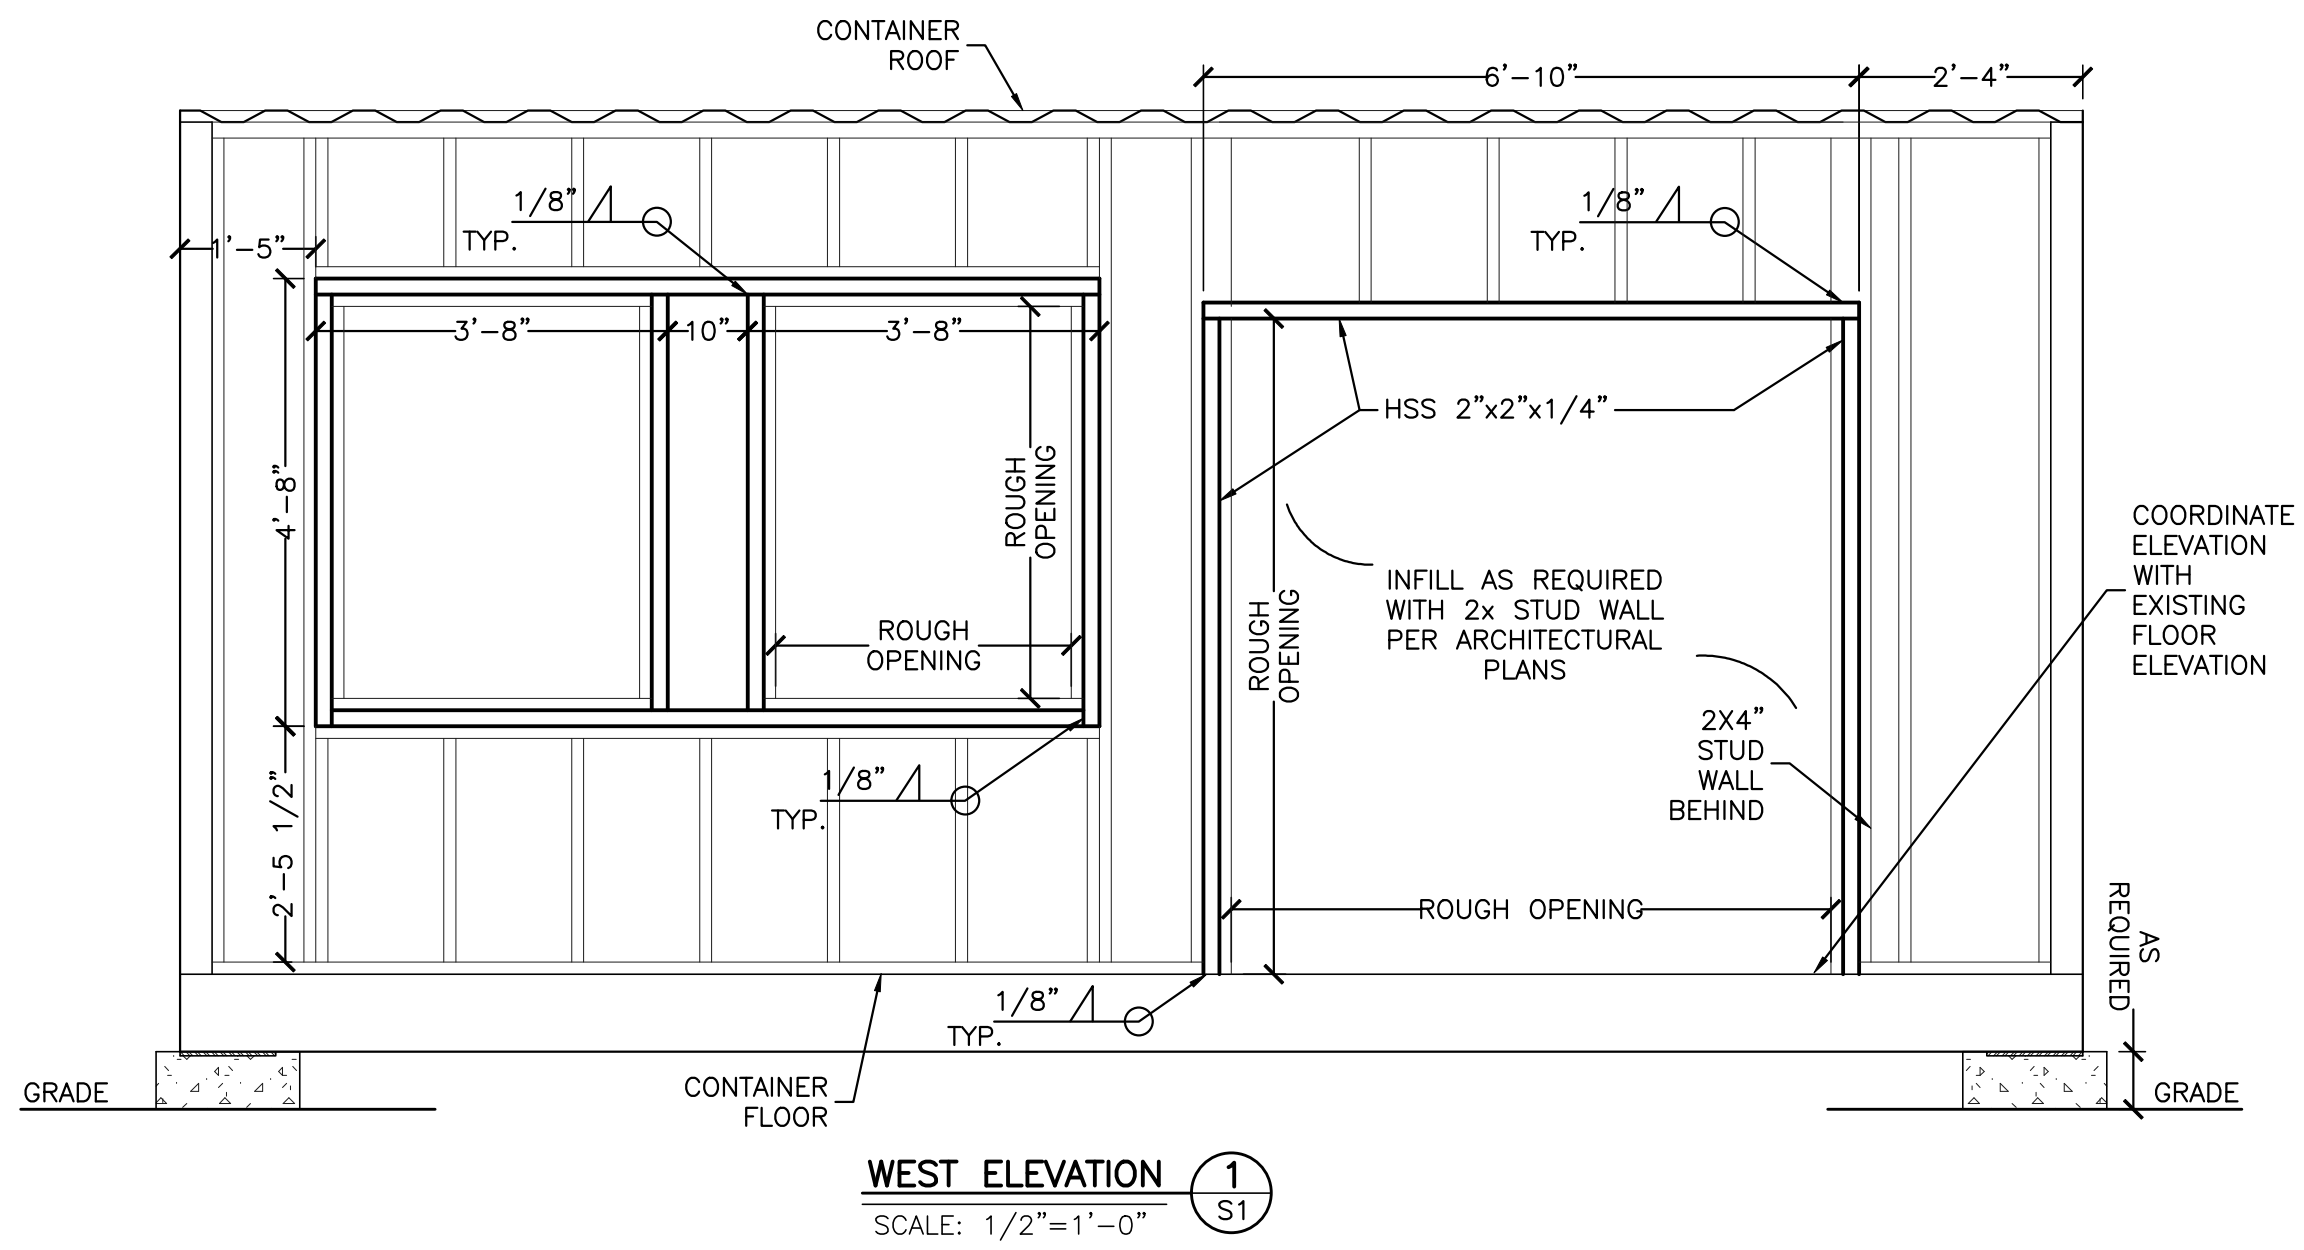 CONTAINER
ROOF
6'-10"
2'-4"
1/8"
TYP.
1/8"
TYP.
1'-5"
3'-8"
10"
3'-8"
HSS 2"x2"x1/4"
4'-8"
ROUGH
OPENING
ROUGH
OPENING
ROUGH
OPENING
INFILL AS REQUIRED
WITH 2x STUD WALL
PER ARCHITECTURAL
PLANS
COORDINATE
ELEVATION
WITH
EXISTING
FLOOR
ELEVATION
2X4"
STUD
WALL
BEHIND
1/8"
TYP.
2'-5 1/2"
ROUGH OPENING
AS
REQUIRED
1/8"
TYP.
CONTAINER
FLOOR
GRADE
GRADE
WEST ELEVATION
1
S1
SCALE: 1/2"=1'-0"